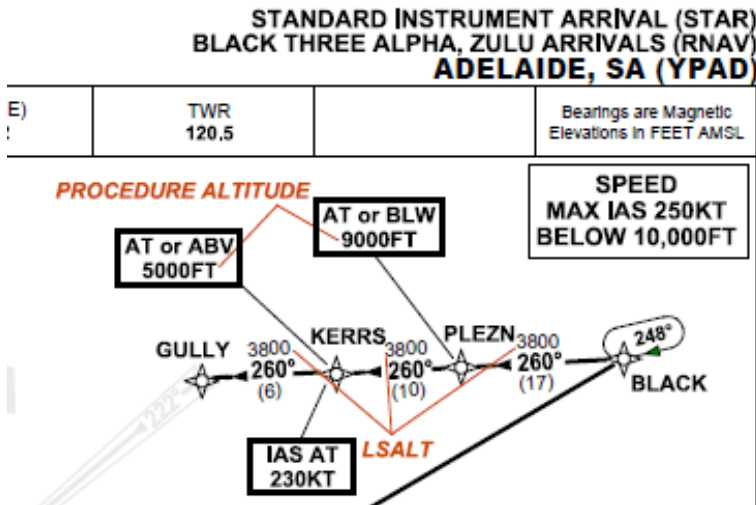 STANDARD INSTRUMENT ARRIVAL (STAR)
BLACK THREE ALPHA, ZULU ARRIVALS (RNAV)
ADELAIDE, SA (YPAD)
E)
TWR
120.5
Bearings are Magnetic
Elevations in FEET AMSL
PROCEDURE ALTITUDE
SPEED
MAX IAS 250KT
BELOW 10,000FT
AT or ABV
5000FT
AT or BLW
9000FT
GULLY
3800
260°
(6)
KERRS
3800
260°
(10)
PLEZN
3800
260°
(17)
248°
BLACK
222°
IAS AT
230KT
LSALT